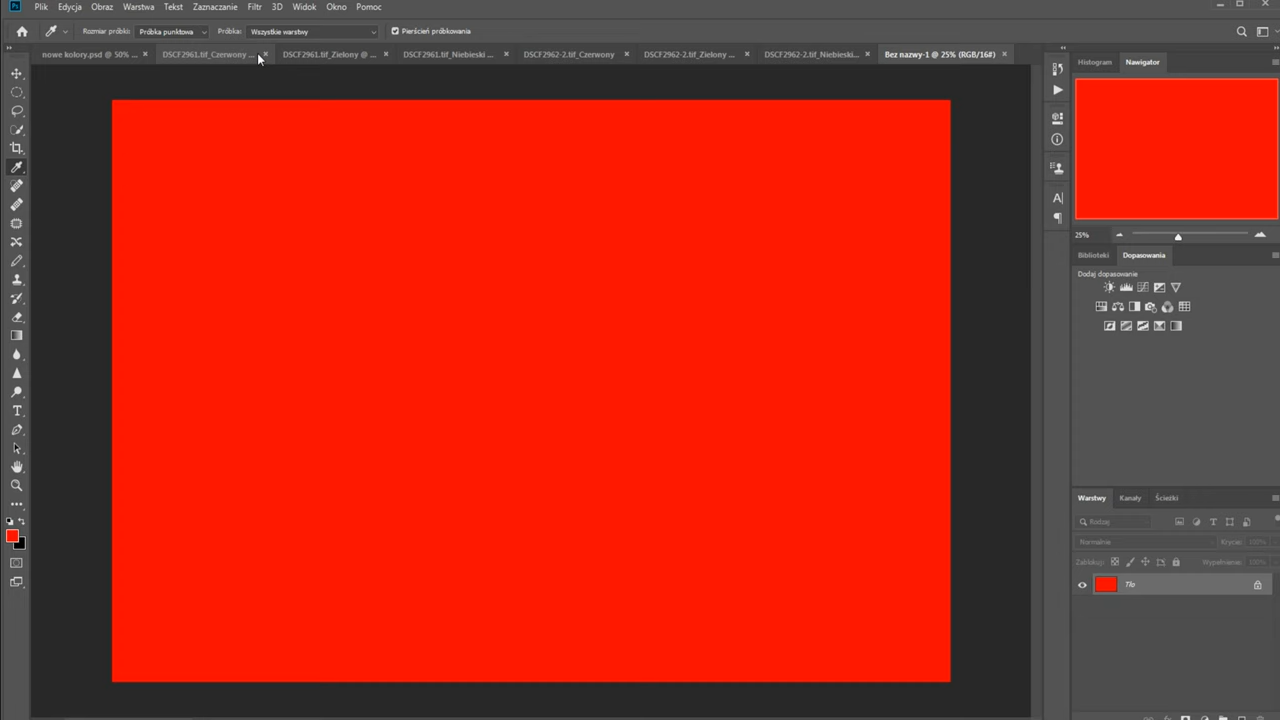 Ps Plik Edycja Obraz Warstwa Tekst Zaznaczanie Filtr 3D Widok Okno Pomoc
Rozmiar próbki: Próbka punktowa Próbka: Wszystkie warstwy Pierścień próbkowania
nowe kolory.psd @ 50% ... DSCF2961.tif_Czerwony ... DSCF2961.tif_Zielony @ ... DSCF2961.tif_Niebieski ... DSCF2962-2.tif_Czerwony DSCF2962-2.tif_Zielony ... DSCF2962-2.tif_Niebieski... Bez nazwy-1 @ 25% (RGB/16#)
Histogram Nawigator
25%
Biblioteki Dopasowania
Dodaj dopasowanie
Warstwy Kanały Ścieżki
Rodzaj
Normalnie Krycie: 100%
Zablokuj: Wypełnienie: 100%
Tło